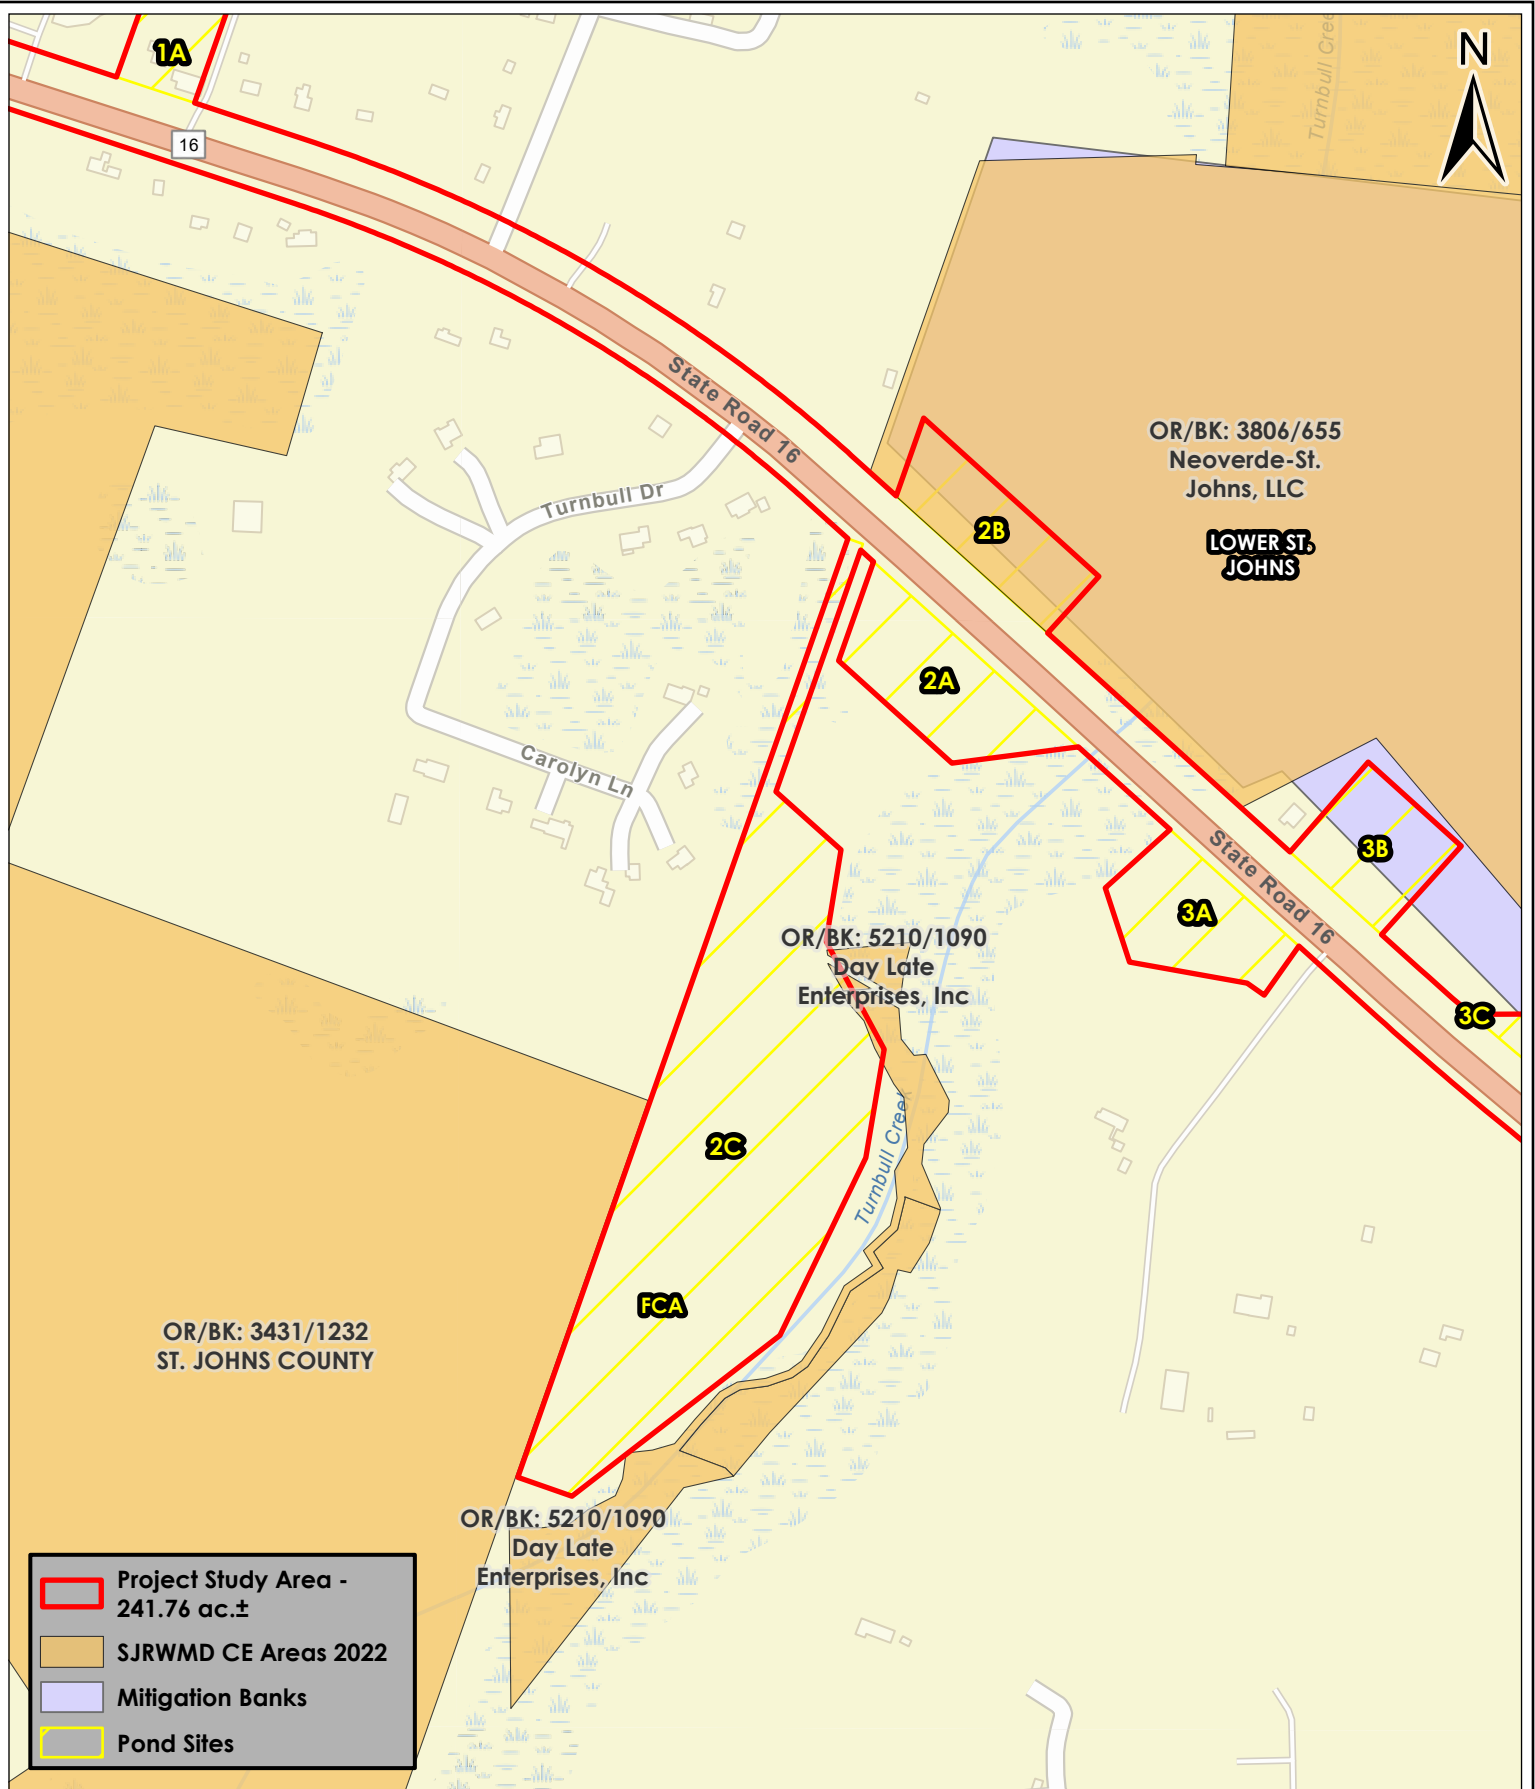 1A
N
Turnbull Cree
16
State Road 16
OR/BK: 3806/655
Neoverde-St.
Johns, LLC
LOWER ST.
JOHNS
Turnbull Dr
2B
2A
Carolyn Ln
State Road 16
3B
3A
OR/BK: 5210/1090
Day Late
Enterprises, Inc
3C
2C
Turnbull Creek
FCA
OR/BK: 3431/1232
ST. JOHNS COUNTY
OR/BK: 5210/1090
Day Late
Enterprises, Inc
Project Study Area -
241.76 ac.±
SJRWMD CE Areas 2022
Mitigation Banks
Pond Sites